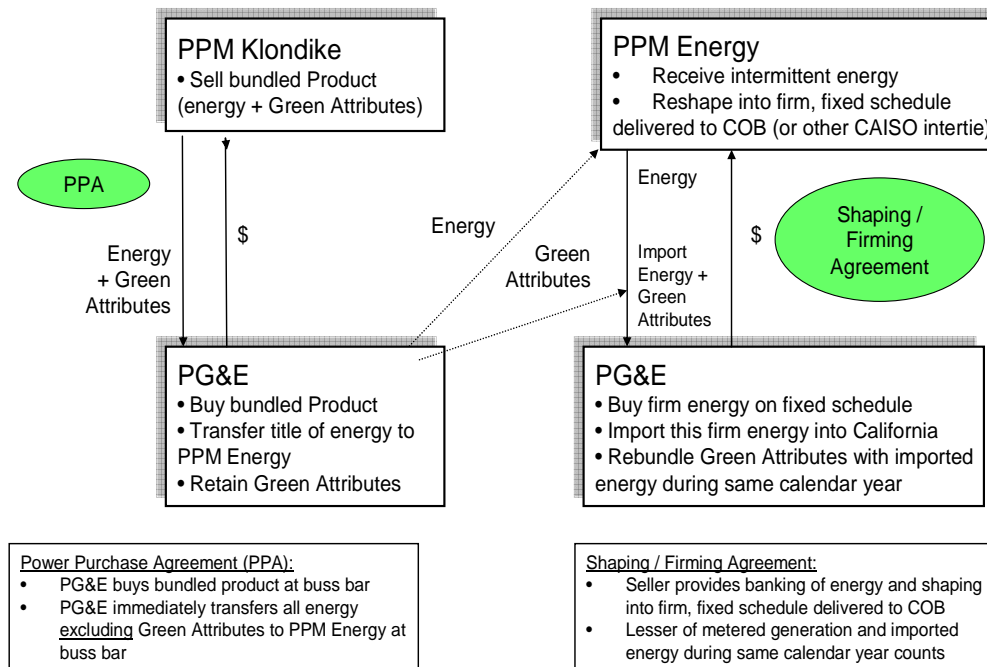 PPM Klondike
• Sell bundled Product
(energy + Green Attributes)
PPM Energy
• Receive intermittent energy
• Reshape into firm, fixed schedule
delivered to COB (or other CAISO intertie)
PPA
Energy
+ Green
Attributes
$
Energy
Green
Attributes
Energy
Import
Energy +
Green
Attributes
$
Shaping /
Firming
Agreement
PG&E
• Buy bundled Product
• Transfer title of energy to
PPM Energy
• Retain Green Attributes
PG&E
• Buy firm energy on fixed schedule
• Import this firm energy into California
• Rebundle Green Attributes with imported
energy during same calendar year
Power Purchase Agreement (PPA):
• PG&E buys bundled product at buss bar
• PG&E immediately transfers all energy
excluding Green Attributes to PPM Energy at
buss bar
Shaping / Firming Agreement:
• Seller provides banking of energy and shaping
into firm, fixed schedule delivered to COB
• Lesser of metered generation and imported
energy during same calendar year counts